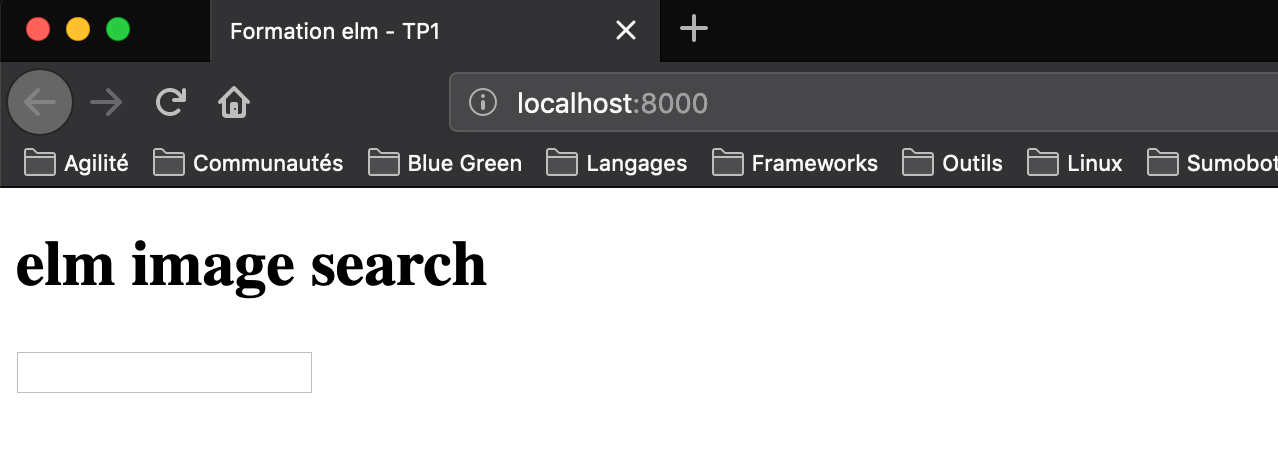 Formation elm - TP1
localhost:8000
Agilité Communautés Blue Green Langages Frameworks Outils Linux Sumobot
elm image search